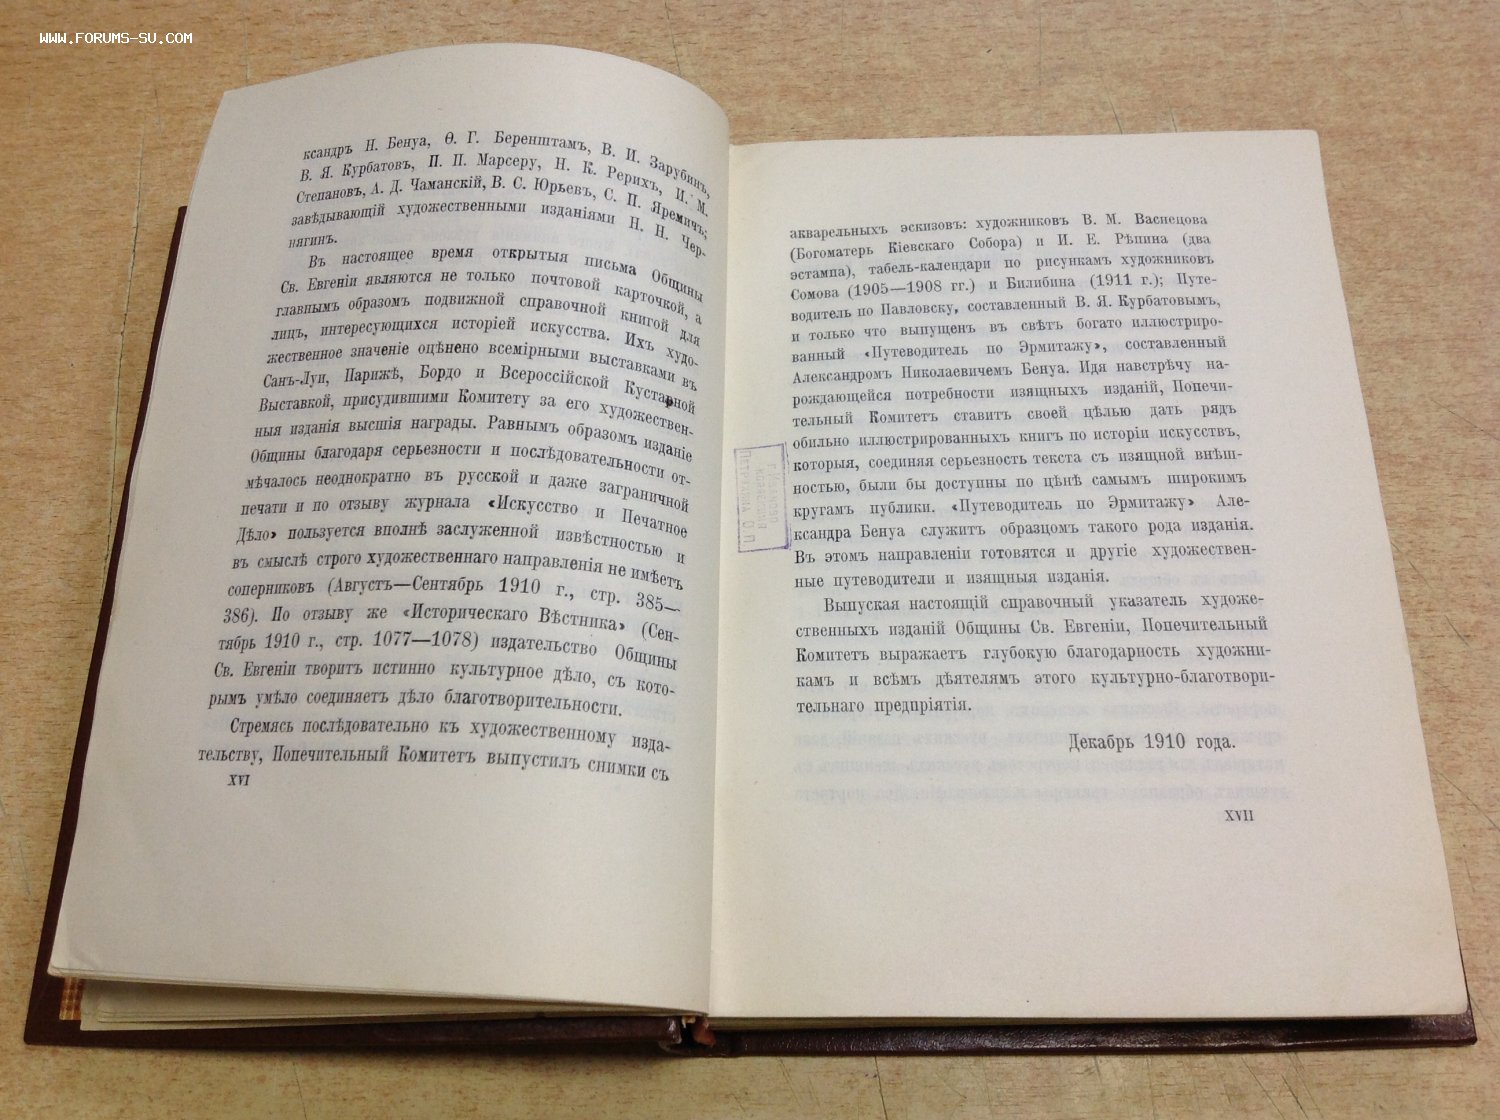 WWW.FORUMS-SU.COM
ксандръ Н. Бенуа, Ѳ. Г. Беренштамъ, В. И. Зарубинъ,
В. Я. Курбатовъ, П. П. Марсеру, Н. К. Рерихъ, И. М.
Степановъ, А. Д. Чаманскій, В. С. Юрьевъ, С. П. Яремичъ;
завѣдывающій художественными изданіями Н. Н. Чер-
нягин.
Въ настоящее время открытыя письма Общины
Св. Евгеніи являются не только почтовой карточкой, а
главнымъ образомъ подвижной справочной книгой для
лицъ, интересующихся исторіей искусства. Ихъ худо-
жественное значеніе оцѣнено всемірными выставками въ
Санъ-Луи, Парижѣ, Бордо и Всероссійской Кустарной
Выставкой, присудившими Комитету за его художествен-
ныя изданія высшія награды. Равнымъ образомъ изданіе
Общины благодаря серьезности и послѣдовательности от-
мѣчалось неоднократно въ русской и даже заграничной
печати и по отзыву журнала «Искусство и Печатное
Дѣло» пользуется вполнѣ заслуженной извѣстностью и
въ смыслѣ строго художественнаго направленія не имѣетъ
соперниковъ (Августъ—Сентябрь 1910 г., стр. 385—
386). По отзыву же «Историческаго Вѣстника» (Сен-
тябрь 1910 г., стр. 1077—1078) издательство Общины
Св. Евгеніи творитъ истинно культурное дѣло, съ кото-
рымъ умѣло соединяетъ дѣло благотворительности.
Стремясь послѣдовательно къ художественному изда-
тельству, Попечительный Комитетъ выпустилъ снимки съ
XVI
акварельныхъ эскизовъ: художниковъ В. М. Васнецова
(Богоматерь Кіевскаго Собора) и И. Е. Рѣпина (два
эстампа), табель-календари по рисункамъ художниковъ
Сомова (1905—1908 гг.) и Билибина (1911 г.); Путе-
водитель по Павловску, составленный В. Я. Курбатовымъ,
и только что выпущенъ въ свѣтъ богато иллюстриро-
ванный «Путеводитель по Эрмитажу», составленный
Александромъ Николаевичемъ Бенуа. Идя навстрѣчу на-
рождающейся потребности изящныхъ изданій, Попечи-
тельный Комитетъ ставитъ своей цѣлью дать рядъ
обильно иллюстрированныхъ книгъ по исторіи искусствъ,
которыя, соединяя серьезность текста съ изящной внѣш-
ностью, были бы доступны по цѣнѣ самымъ широкимъ
кругамъ публики. «Путеводитель по Эрмитажу» Але-
ксандра Бенуа служитъ образцомъ такого рода изданія.
Въ этомъ направленіи готовятся и другіе художествен-
ные путеводители и изящныя изданія.
Выпуская настоящій справочный указатель художе-
ственныхъ изданій Общины Св. Евгеніи, Попечительный
Комитетъ выражаетъ глубокую благодарность художни-
камъ и всѣмъ дѣятелямъ этого культурно-благотвори-
тельнаго предпріятія.
Декабрь 1910 года.
XVII